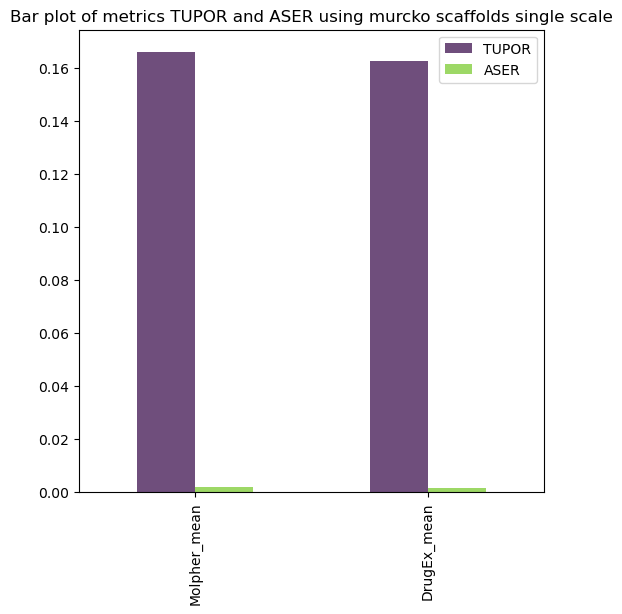 Bar plot of metrics TUPOR and ASER using murcko scaffolds single scale
TUPOR
ASER
0.16
0.14
0.12
0.10
0.08
0.06
0.04
0.02
0.00
Molpher_mean
DrugEx_mean